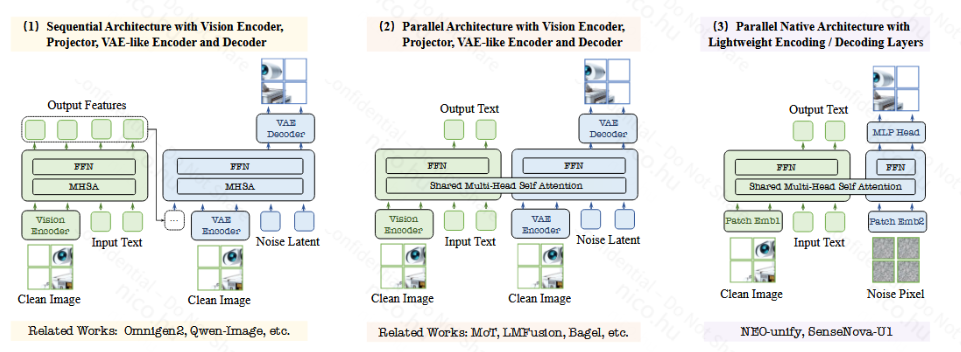 (1) Sequential Architecture with Vision Encoder,
Projector, VAE-like Encoder and Decoder
Output Features
VAE
Decoder
FFN
MHSA
FFN
MHSA
Vision
Encoder
Input Text
...
VAE
Encoder
Noise Latent
Clean Image
Clean Image
Related Works: Omnigen2, Qwen-Image, etc.
(2) Parallel Architecture with Vision Encoder,
Projector, VAE-like Encoder and Decoder
Output Text
VAE
Decoder
FFN
FFN
Shared Multi-Head Self Attention
Vision
Encoder
Input Text
VAE
Encoder
Noise Latent
Clean Image
Clean Image
Related Works: MoT, LMFusion, Bagel, etc.
(3) Parallel Native Architecture with
Lightweight Encoding / Decoding Layers
Output Text
MLP Head
FFN
FFN
Shared Multi-Head Self Attention
Patch Emb1
Input Text
Patch Emb2
Clean Image
Noise Pixel
NEO-unify, SenseNova-U1